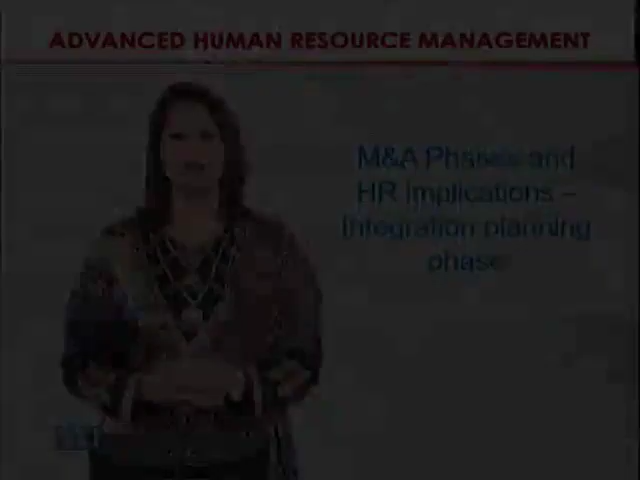 ADVANCED HUMAN RESOURCE MANAGEMENT
M&A Phases and
HR Implications –
Integration planning
phase